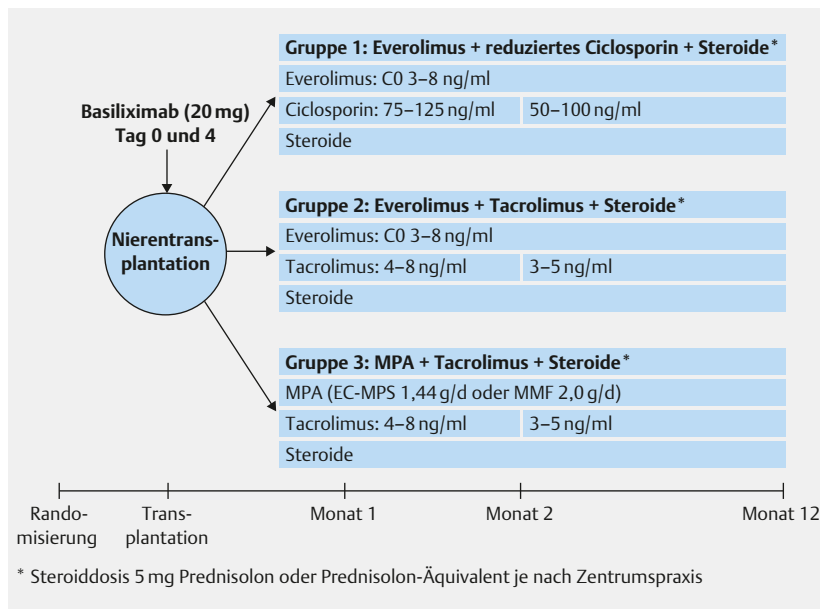 Basiliximab (20 mg)
Tag 0 und 4
Nierentrans-
plantation
Gruppe 1: Everolimus + reduziertes Ciclosporin + Steroide*
Everolimus: C0 3–8 ng/ml
Ciclosporin: 75–125 ng/ml 50–100 ng/ml
Steroide
Gruppe 2: Everolimus + Tacrolimus + Steroide*
Everolimus: C0 3–8 ng/ml
Tacrolimus: 4–8 ng/ml 3–5 ng/ml
Steroide
Gruppe 3: MPA + Tacrolimus + Steroide*
MPA (EC-MPS 1,44 g/d oder MMF 2,0 g/d)
Tacrolimus: 4–8 ng/ml 3–5 ng/ml
Steroide
Rando-
misierung
Trans-
plantation
Monat 1
Monat 2
Monat 12
* Steroiddosis 5 mg Prednisolon oder Prednisolon-Äquivalent je nach Zentrumspraxis